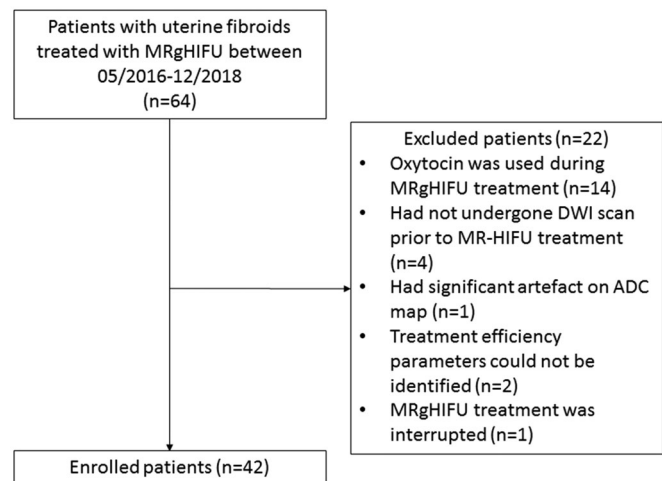 Patients with uterine fibroids
treated with MRgHIFU between
05/2016-12/2018
(n=64)
Excluded patients (n=22)
• Oxytocin was used during
MRgHIFU treatment (n=14)
• Had not undergone DWI scan
prior to MR-HIFU treatment
(n=4)
• Had significant artefact on ADC
map (n=1)
• Treatment efficiency
parameters could not be
identified (n=2)
• MRgHIFU treatment was
interrupted (n=1)
Enrolled patients (n=42)